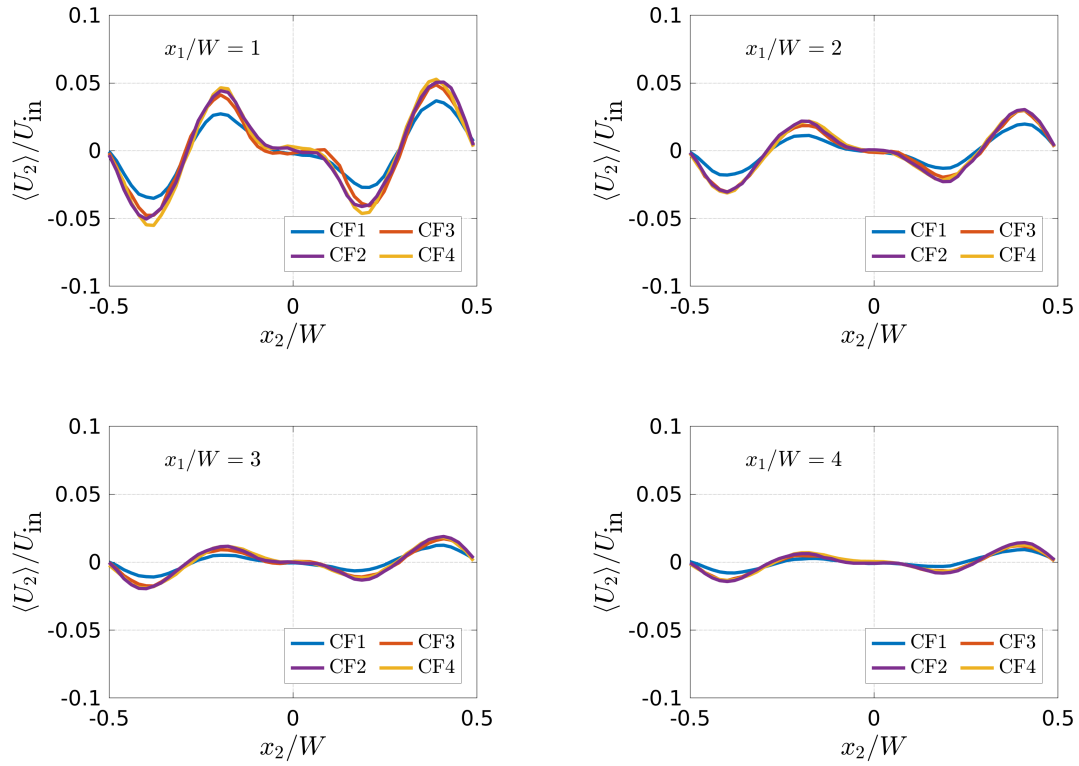 0.1
0.05
0
-0.05
-0.1
⟨U₂⟩/U_in
x₁/W = 1
CF1 CF3
CF2 CF4
-0.5 0 0.5
x₂/W
0.1
0.05
0
-0.05
-0.1
⟨U₂⟩/U_in
x₁/W = 2
CF1 CF3
CF2 CF4
-0.5 0 0.5
x₂/W
0.1
0.05
0
-0.05
-0.1
⟨U₂⟩/U_in
x₁/W = 3
CF1 CF3
CF2 CF4
-0.5 0 0.5
x₂/W
0.1
0.05
0
-0.05
-0.1
⟨U₂⟩/U_in
x₁/W = 4
CF1 CF3
CF2 CF4
-0.5 0 0.5
x₂/W